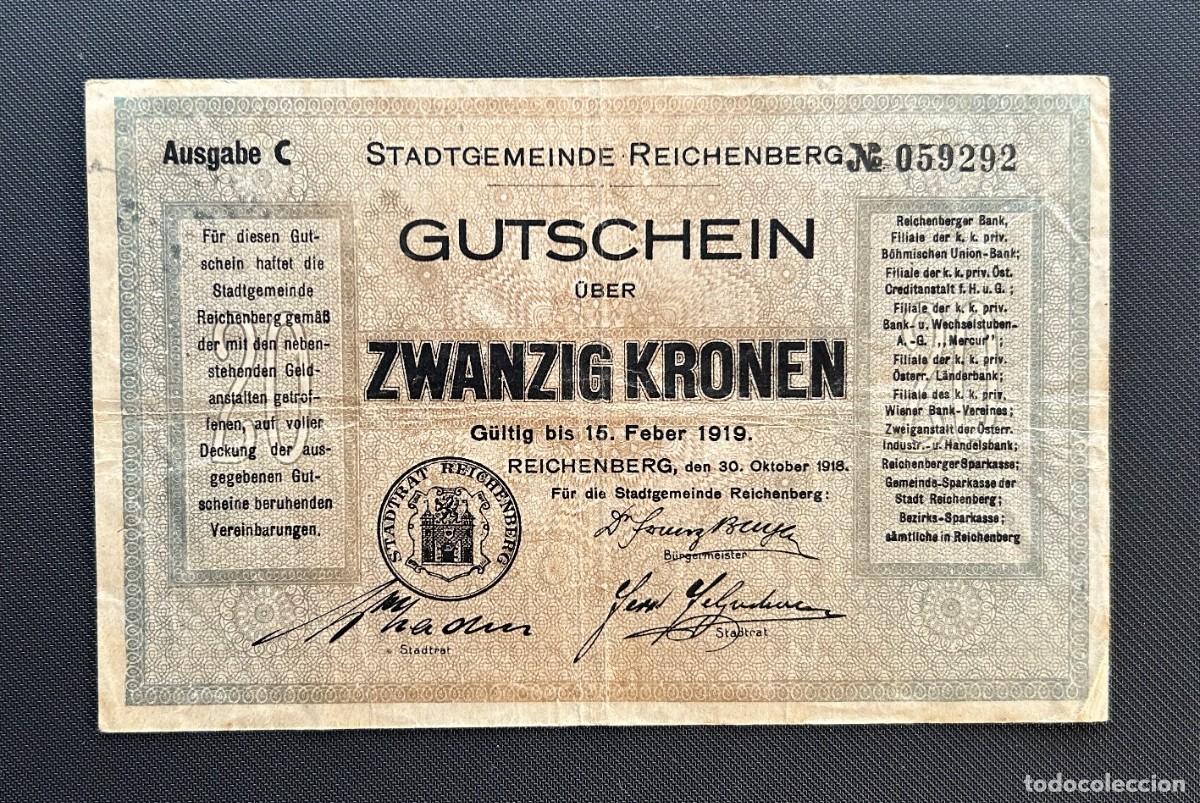 Ausgabe C
STADTGEMEINDE REICHENBERG
№ 059292
GUTSCHEIN
ÜBER
ZWANZIG KRONEN
Gültig bis 15. Feber 1919.
REICHENBERG, den 30. Oktober 1918.
Für die Stadtgemeinde Reichenberg:
Bürgermeister
Stadtrat
Stadtrat
STADTRAT REICHENBERG
Für diesen Gut-
schein haftet die
Stadtgemeinde
Reichenberg gemäß
der mit den neben-
stehenden Geld-
anstalten getrof-
fenen, auf voller
Deckung der aus-
gegebenen Gut-
scheine beruhenden
Vereinbarungen.
20
Reichenberger Bank,
Filiale der k. k. priv.
Böhmischen Union-Bank;
Filiale der k. k. priv. Öst.
Creditanstalt f. H. u. G. ;
Filiale der k. k. priv.
Bank- u. Wechselstuben-
A. -G. ,,Mercur";
Filiale der k. k. priv.
Österr. Länderbank;
Filiale des k. k. priv.
Wiener Bank-Vereines;
Zweiganstalt der Österr.
Industr.- u. Handelsbank;
Reichenberger Sparkasse;
Gemeinde-Sparkasse der
Stadt Reichenberg;
Bezirks-Sparkasse;
sämtliche in Reichenberg
todocoleccion